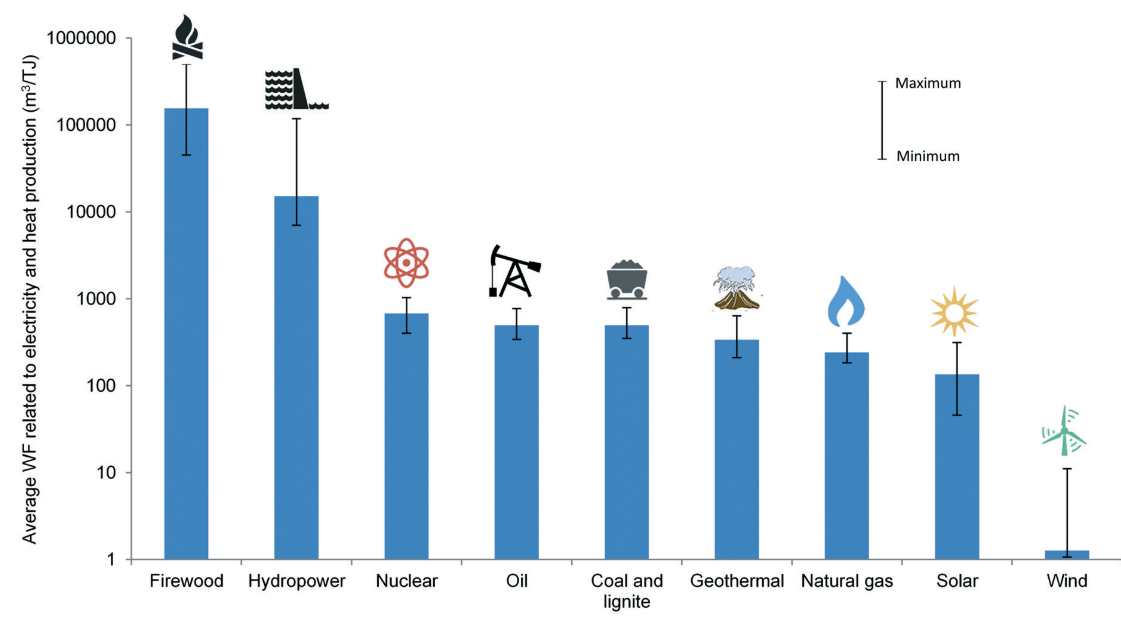 Average WF related to electricity and heat production (m³/TJ)
1000000
100000
10000
1000
100
10
1
Maximum
Minimum
Firewood
Hydropower
Nuclear
Oil
Coal and
lignite
Geothermal
Natural gas
Solar
Wind